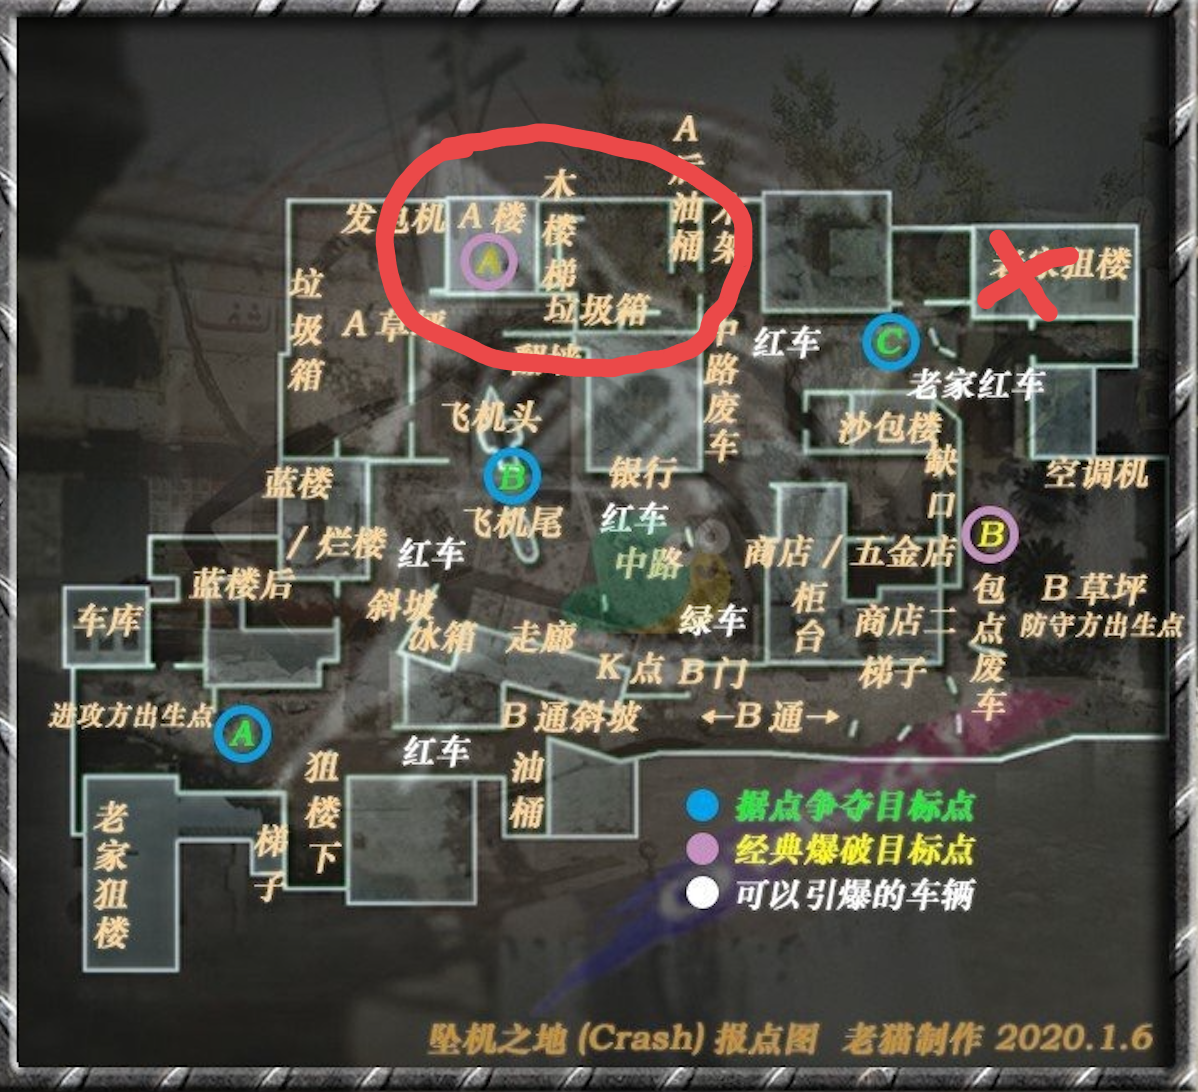 A后油桶
木楼梯
发电机
A楼
木架
A
垃圾箱
老家狙楼
垃圾箱
A草坪
中路废车
红车
C
翻墙
老家红车
飞机头
沙包楼
缺口
银行
空调机
蓝楼
B
/烂楼
飞机尾
红车
红车
中路
商店/五金店
B
蓝楼后
斜坡
柜台
包点废车
B草坪
车库
冰箱
走廊
绿车
商店二
防守方出生点
K点
B门
梯子
进攻方出生点
A
B通斜坡
←B通→
红车
狙楼下
油桶
老家狙楼
梯子
据点争夺目标点
经典爆破目标点
可以引爆的车辆
坠机之地(Crash)报点图 老猫制作 2020.1.6